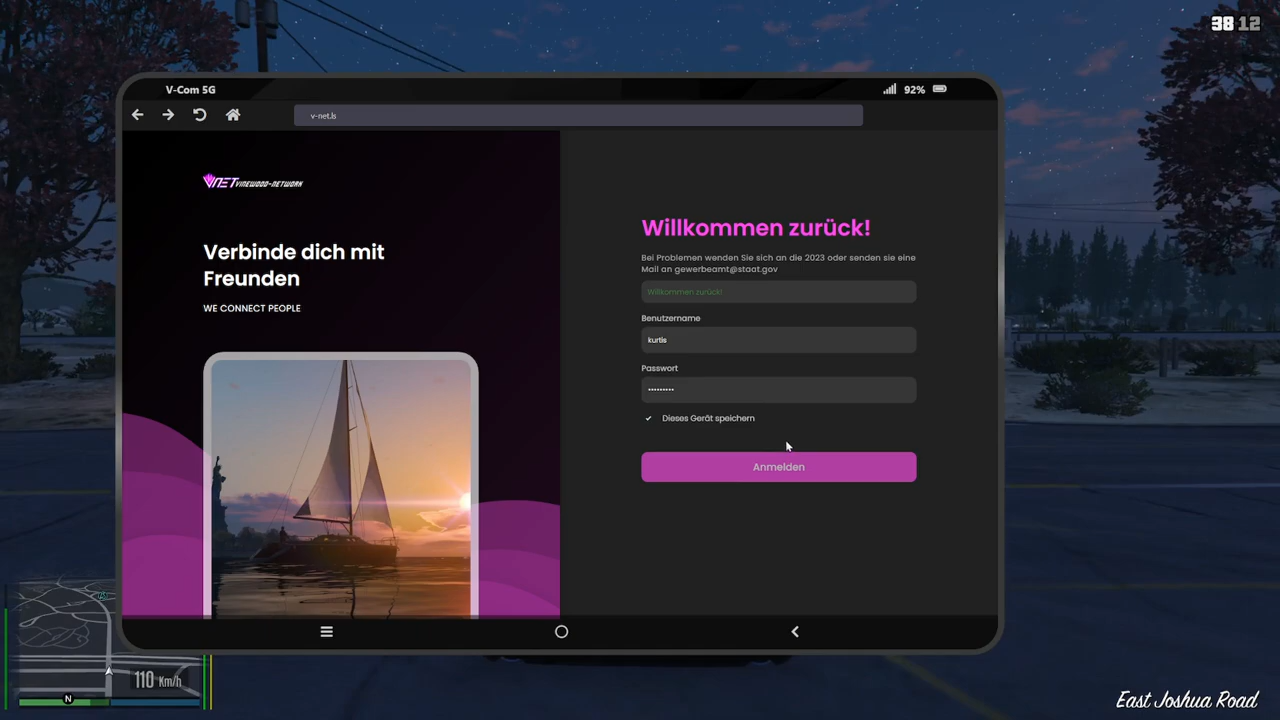 38 12
V-Com 5G
92%
v-net.ls
VNET VINEWOOD-NETWORK
Verbinde dich mit
Freunden
WE CONNECT PEOPLE
Willkommen zurück!
Bei Problemen wenden Sie sich an die 2023 oder senden sie eine
Mail an gewerbeamt@staat.gov
Willkommen zurück!
Benutzername
kurtis
Passwort
•••••••••
Dieses Gerät speichern
Anmelden
110 Km/h
N
East Joshua Road